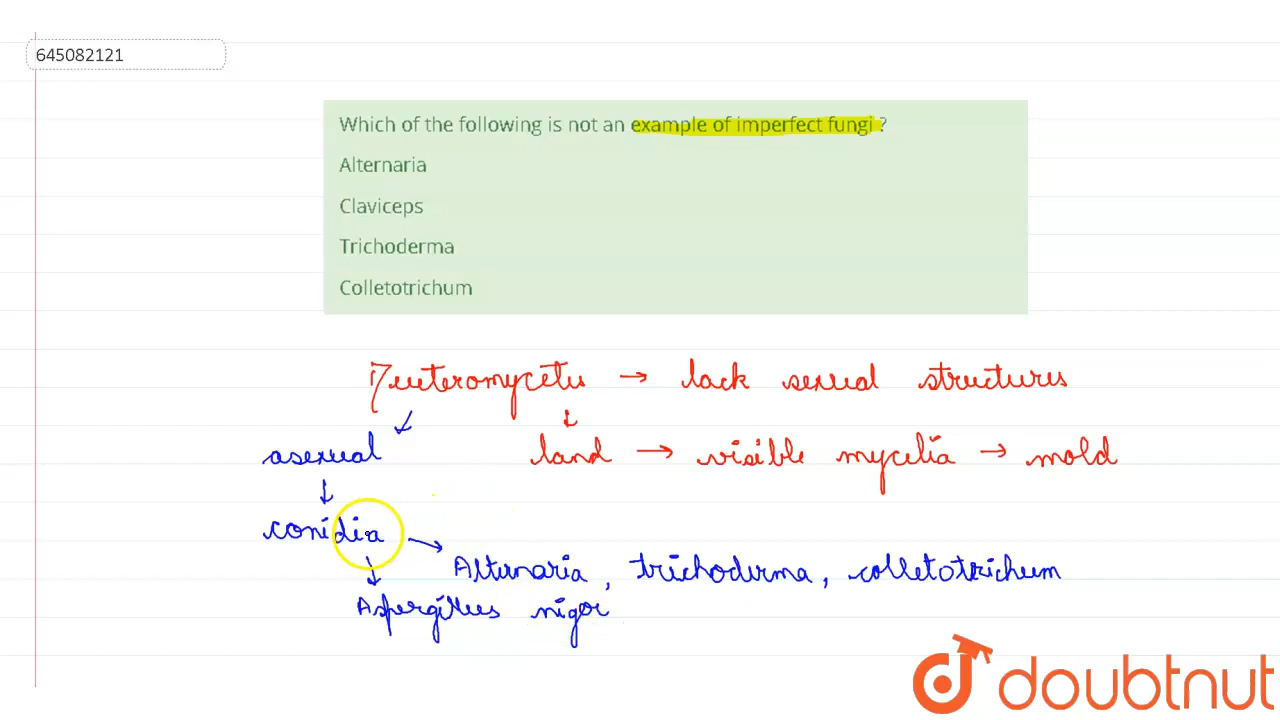 645082121
Which of the following is not an example of imperfect fungi ?
Alternaria
Claviceps
Trichoderma
Colletotrichum
Deuteromycetes → lack sexual structures
asexual
land → visible mycelia → mold
conidia
Alternaria, trichoderma, colletotrichum
Aspergillus nigor
doubtnut